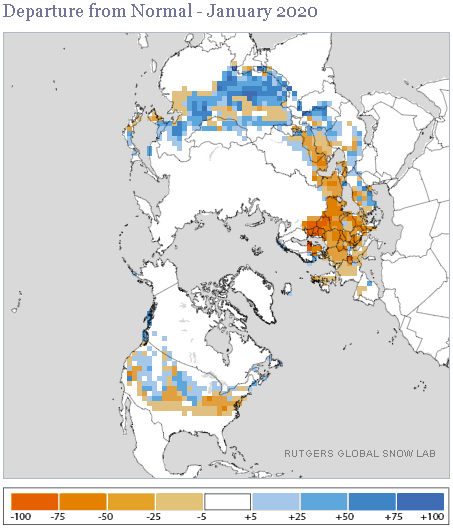 Departure from Normal - January 2020
RUTGERS GLOBAL SNOW LAB
-100 -75 -50 -25 -5 +5 +25 +50 +75 +100